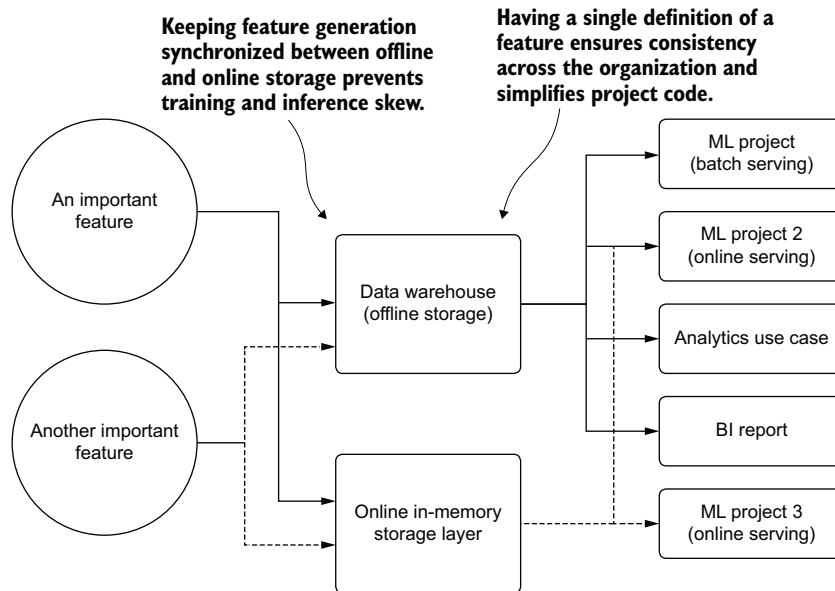 Keeping feature generation
synchronized between offline
and online storage prevents
training and inference skew.
Having a single definition of a
feature ensures consistency
across the organization and
simplifies project code.
An important
feature
Another important
feature
Data warehouse
(offline storage)
Online in-memory
storage layer
ML project
(batch serving)
ML project 2
(online serving)
Analytics use case
BI report
ML project 3
(online serving)